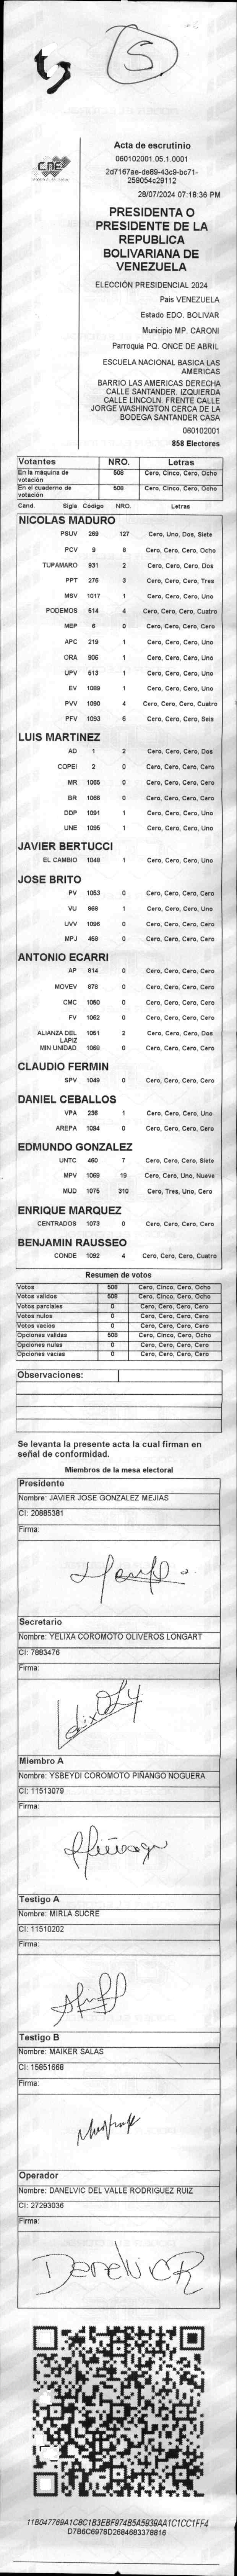 5
CNE
Acta de escrutinio
060102001.05.1.0001
2d7167ae-de89-43c9-bc71-
259054c29112
28/07/2024 07:18:36 PM
PRESIDENTA O
PRESIDENTE DE LA
REPUBLICA
BOLIVARIANA DE
VENEZUELA
ELECCIÓN PRESIDENCIAL 2024
Pais VENEZUELA
Estado EDO. BOLIVAR
Municipio MP. CARONI
Parroquia PQ. ONCE DE ABRIL
ESCUELA NACIONAL BASICA LAS
AMERICAS
BARRIO LAS AMERICAS DERECHA
CALLE SANTANDER. IZQUIERDA
CALLE LINCOLN. FRENTE CALLE
JORGE WASHINGTON CERCA DE LA
BODEGA SANTANDER CASA
060102001
858 Electores
Votantes NRO. Letras
En la máquina de votación 508 Cero, Cinco, Cero, Ocho
En el cuaderno de votación 508 Cero, Cinco, Cero, Ocho
Cand. Sigla Código NRO. Letras
NICOLAS MADURO
PSUV 269 127 Cero, Uno, Dos, Siete
PCV 9 8 Cero, Cero, Cero, Ocho
TUPAMARO 931 2 Cero, Cero, Cero, Dos
PPT 276 3 Cero, Cero, Cero, Tres
MSV 1017 1 Cero, Cero, Cero, Uno
PODEMOS 514 4 Cero, Cero, Cero, Cuatro
MEP 6 0 Cero, Cero, Cero, Cero
APC 219 1 Cero, Cero, Cero, Uno
ORA 906 1 Cero, Cero, Cero, Uno
UPV 513 1 Cero, Cero, Cero, Uno
EV 1089 1 Cero, Cero, Cero, Uno
PVV 1090 4 Cero, Cero, Cero, Cuatro
PFV 1093 6 Cero, Cero, Cero, Seis
LUIS MARTINEZ
AD 1 2 Cero, Cero, Cero, Dos
COPEI 2 0 Cero, Cero, Cero, Cero
MR 1065 0 Cero, Cero, Cero, Cero
BR 1066 0 Cero, Cero, Cero, Cero
DDP 1091 1 Cero, Cero, Cero, Uno
UNE 1095 1 Cero, Cero, Cero, Uno
JAVIER BERTUCCI
EL CAMBIO 1048 1 Cero, Cero, Cero, Uno
JOSE BRITO
PV 1053 0 Cero, Cero, Cero, Cero
VU 868 1 Cero, Cero, Cero, Uno
UVV 1096 0 Cero, Cero, Cero, Cero
MPJ 458 0 Cero, Cero, Cero, Cero
ANTONIO ECARRI
AP 814 0 Cero, Cero, Cero, Cero
MOVEV 878 0 Cero, Cero, Cero, Cero
CMC 1050 0 Cero, Cero, Cero, Cero
FV 1062 0 Cero, Cero, Cero, Cero
ALIANZA DEL LAPIZ 1051 2 Cero, Cero, Cero, Dos
MIN UNIDAD 1058 0 Cero, Cero, Cero, Cero
CLAUDIO FERMIN
SPV 1049 0 Cero, Cero, Cero, Cero
DANIEL CEBALLOS
VPA 236 1 Cero, Cero, Cero, Uno
AREPA 1094 0 Cero, Cero, Cero, Cero
EDMUNDO GONZALEZ
UNTC 460 7 Cero, Cero, Cero, Siete
MPV 1069 19 Cero, Cero, Uno, Nueve
MUD 1075 310 Cero, Tres, Uno, Cero
ENRIQUE MARQUEZ
CENTRADOS 1073 0 Cero, Cero, Cero, Cero
BENJAMIN RAUSSEO
CONDE 1092 4 Cero, Cero, Cero, Cuatro
Resumen de votos
Votos 508 Cero, Cinco, Cero, Ocho
Votos validos 508 Cero, Cinco, Cero, Ocho
Votos parciales 0 Cero, Cero, Cero, Cero
Votos nulos 0 Cero, Cero, Cero, Cero
Votos vacios 0 Cero, Cero, Cero, Cero
Opciones validas 508 Cero, Cinco, Cero, Ocho
Opciones nulas 0 Cero, Cero, Cero, Cero
Opciones vacias 0 Cero, Cero, Cero, Cero
Observaciones:
Se levanta la presente acta la cual firman en
señal de conformidad.
Miembros de la mesa electoral
Presidente
Nombre: JAVIER JOSE GONZALEZ MEJIAS
CI: 20885381
Firma:
Secretario
Nombre: YELIXA COROMOTO OLIVEROS LONGART
CI: 7883476
Firma:
Miembro A
Nombre: YSBEYDI COROMOTO PIÑANGO NOGUERA
CI: 11513079
Firma:
Testigo A
Nombre: MIRLA SUCRE
CI: 11510202
Firma:
Testigo B
Nombre: MAIKER SALAS
CI: 15851668
Firma:
Operador
Nombre: DANELVIC DEL VALLE RODRIGUEZ RUIZ
CI: 27293036
Firma:
Danelvic R
11B047769A1C8C1B3EBF974B5A5939AA1C1CC1FF4
D7B6C6978D2684683378816